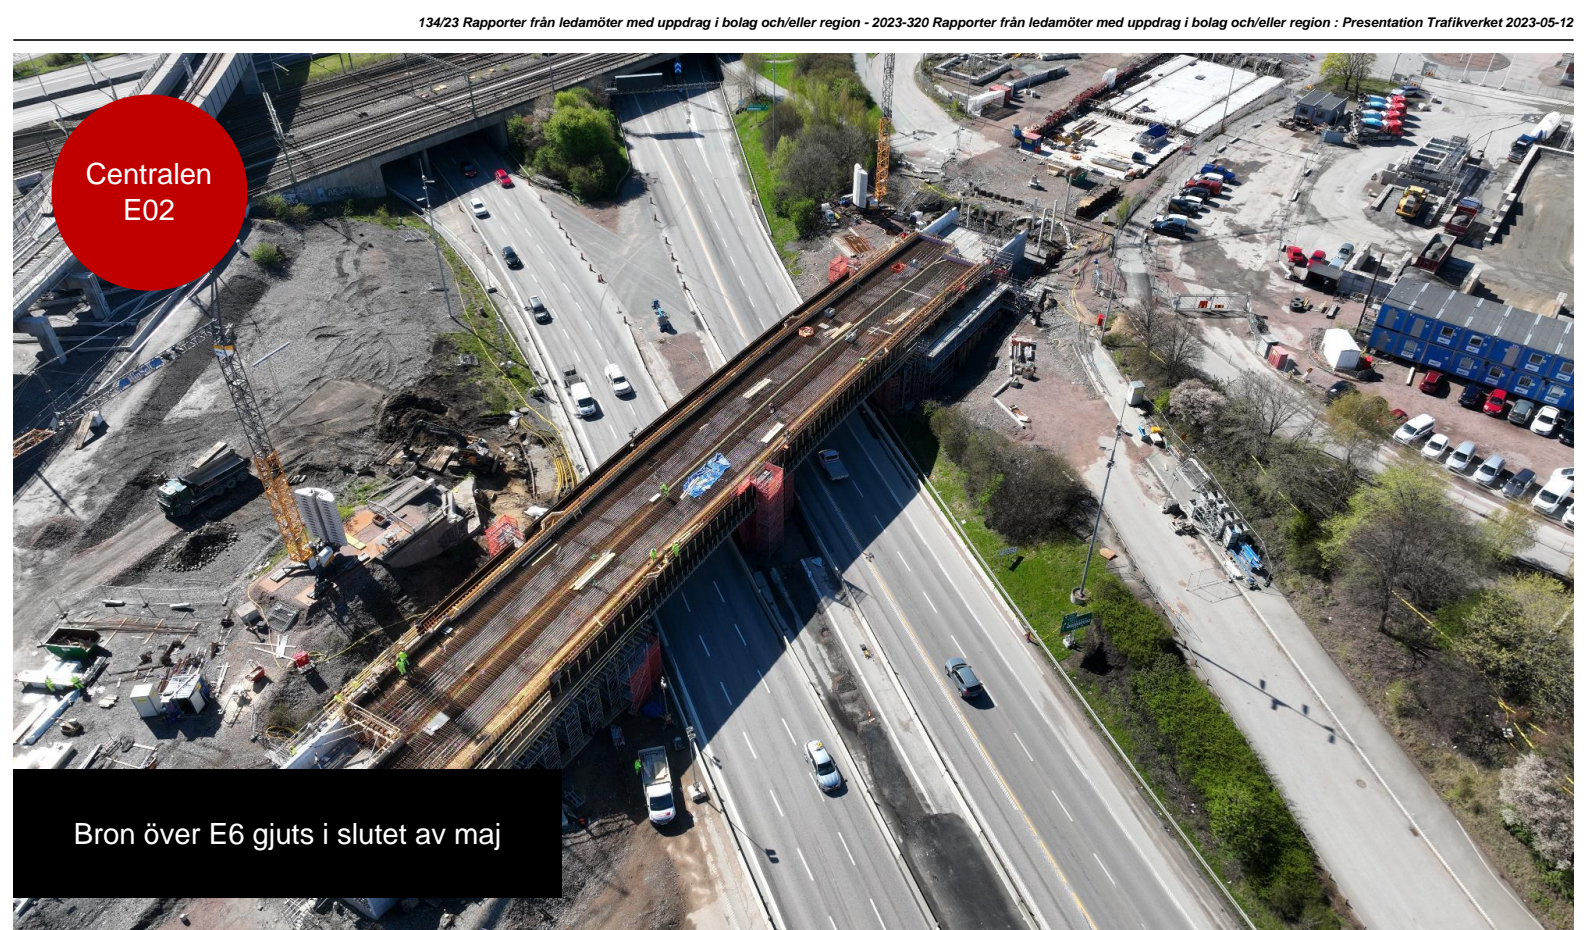 134/23 Rapporter från ledamöter med uppdrag i bolag och/eller region - 2023-320 Rapporter från ledamöter med uppdrag i bolag och/eller region : Presentation Trafikverket 2023-05-12
Centralen
E02
Bron över E6 gjuts i slutet av maj